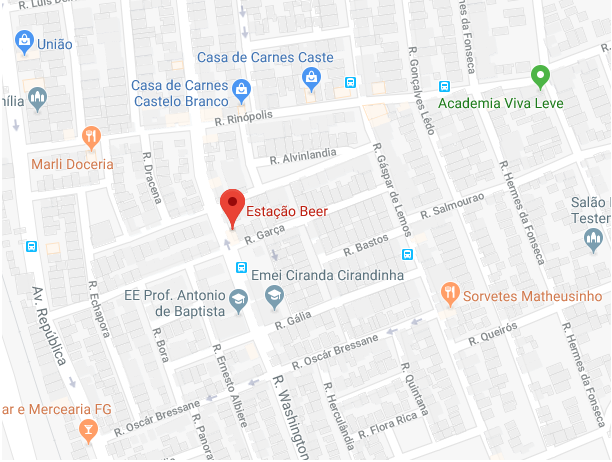 R. Luís Dom
União
Casa de Carnes Caste
Casa de Carnes
Castelo Branco
mília
R. Rinópolis
Academia Viva Leve
R. Gonçalves Lêdo
mes da Fonseca
Marli Doceria
R. Dracena
R. Alvinlandia
R. Gáspar de Lemos
R. Hermes da Fonseca
R. Salmourao
Salão
Tester
Estação Beer
R. Garça
R. Bastos
Emei Ciranda Cirandinha
EE Prof. Antonio
de Baptista
Sorvetes Matheusinho
Av. República
R. Echapora
R. Bora
R. Gália
R. Queirós
R. Oscár Bressane
R. Hermes da Fonseca
R. Ernesto Albiere
R. Washington
R. Herculândia
R. Quintana
R. Flora Rica
ar e Mercearia FG
R. Oscár Bressane
R. Panora